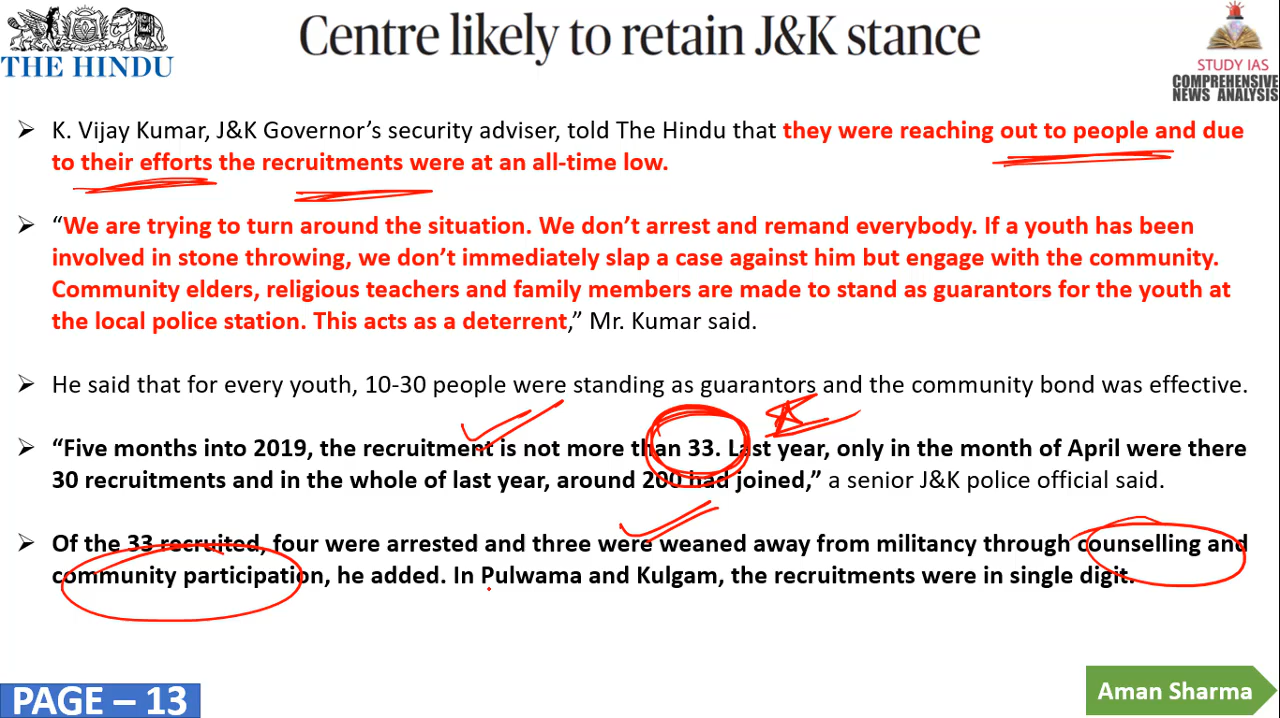 Centre likely to retain J&K stance
THE HINDU
STUDY IAS
COMPREHENSIVE
NEWS ANALYSIS
➢ K. Vijay Kumar, J&K Governor’s security adviser, told The Hindu that they were reaching out to people and due
to their efforts the recruitments were at an all-time low.
➢ “We are trying to turn around the situation. We don’t arrest and remand everybody. If a youth has been
involved in stone throwing, we don’t immediately slap a case against him but engage with the community.
Community elders, religious teachers and family members are made to stand as guarantors for the youth at
the local police station. This acts as a deterrent,” Mr. Kumar said.
➢ He said that for every youth, 10-30 people were standing as guarantors and the community bond was effective.
➢ “Five months into 2019, the recruitment is not more than 33. Last year, only in the month of April were there
30 recruitments and in the whole of last year, around 200 had joined,” a senior J&K police official said.
➢ Of the 33 recruited, four were arrested and three were weaned away from militancy through counselling and
community participation, he added. In Pulwama and Kulgam, the recruitments were in single digit.
PAGE – 13
Aman Sharma